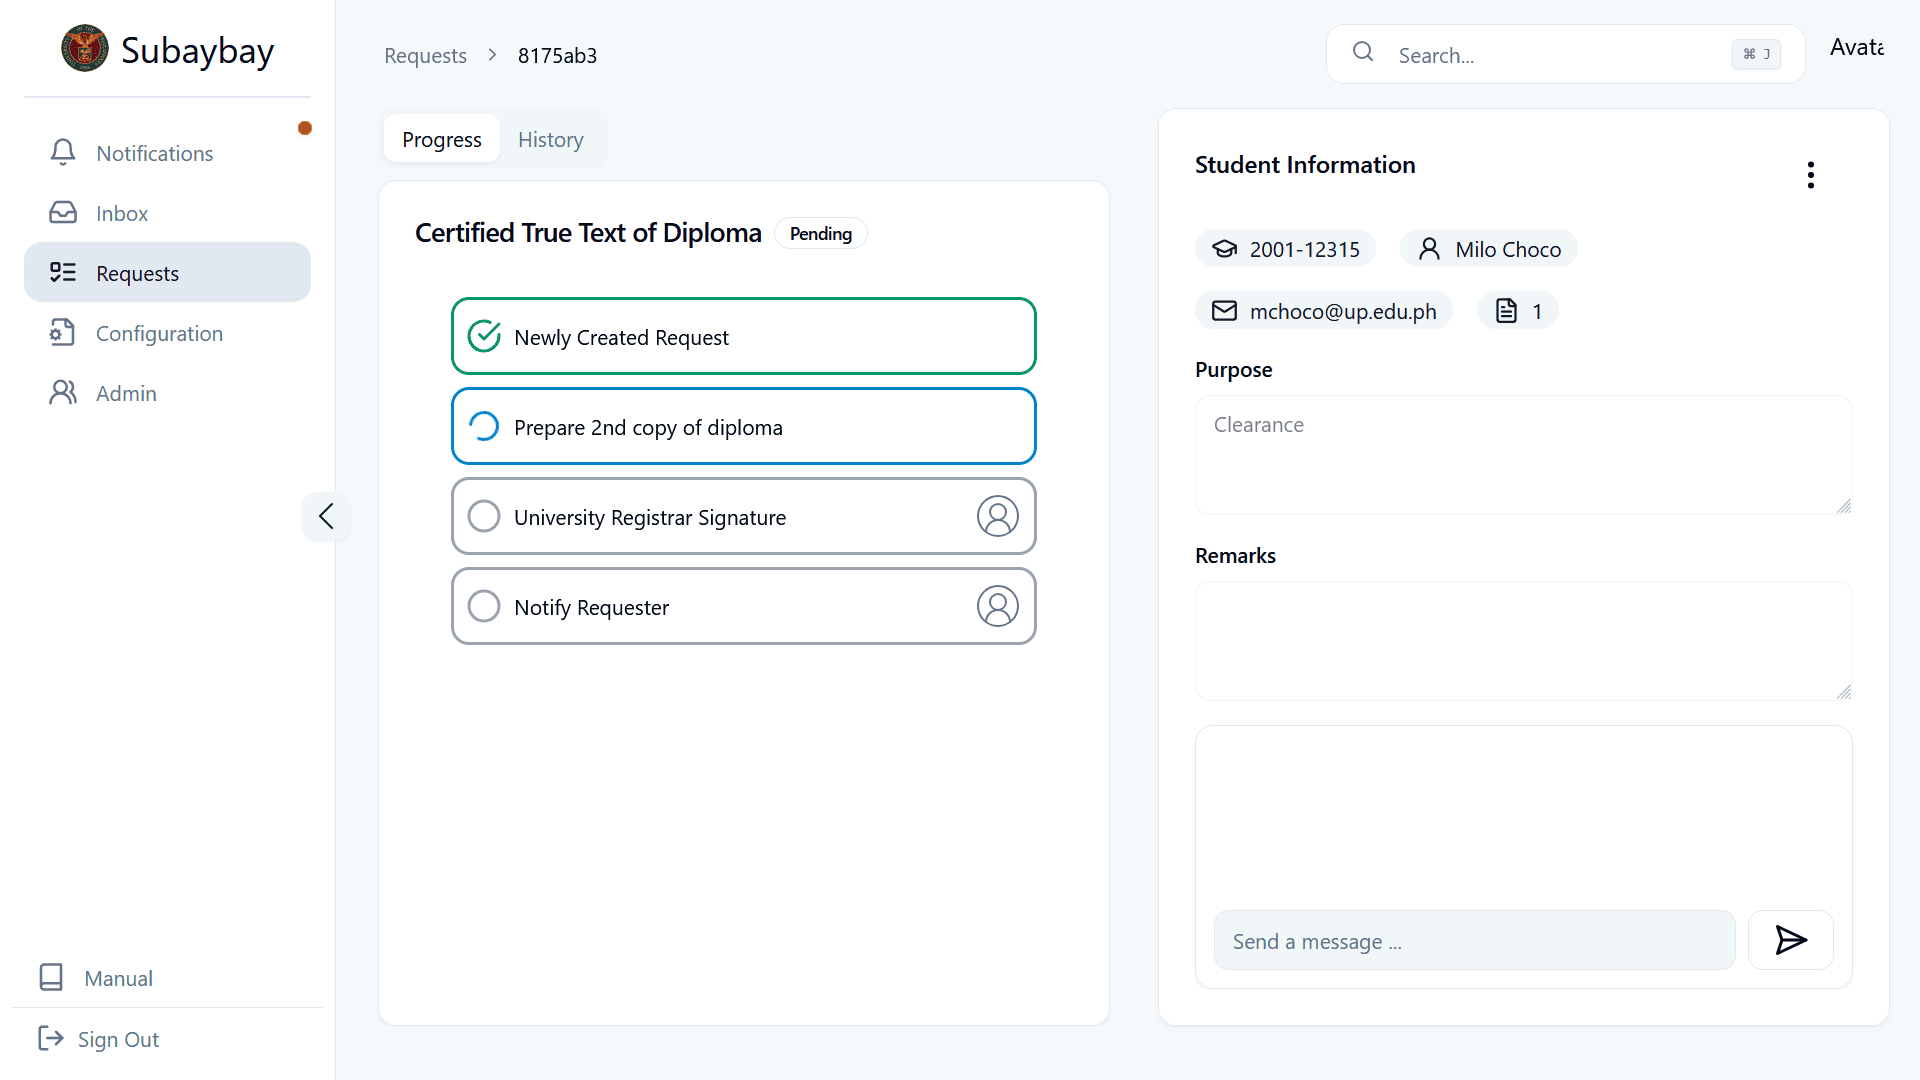 Subaybay
Notifications
Inbox
Requests
Configuration
Admin
Manual
Sign Out
Requests > 8175ab3
Search...
⌘ J
Avata
Progress
History
Certified True Text of Diploma
Pending
Newly Created Request
Prepare 2nd copy of diploma
University Registrar Signature
Notify Requester
Student Information
2001-12315
Milo Choco
mchoco@up.edu.ph
1
Purpose
Clearance
Remarks
Send a message ...